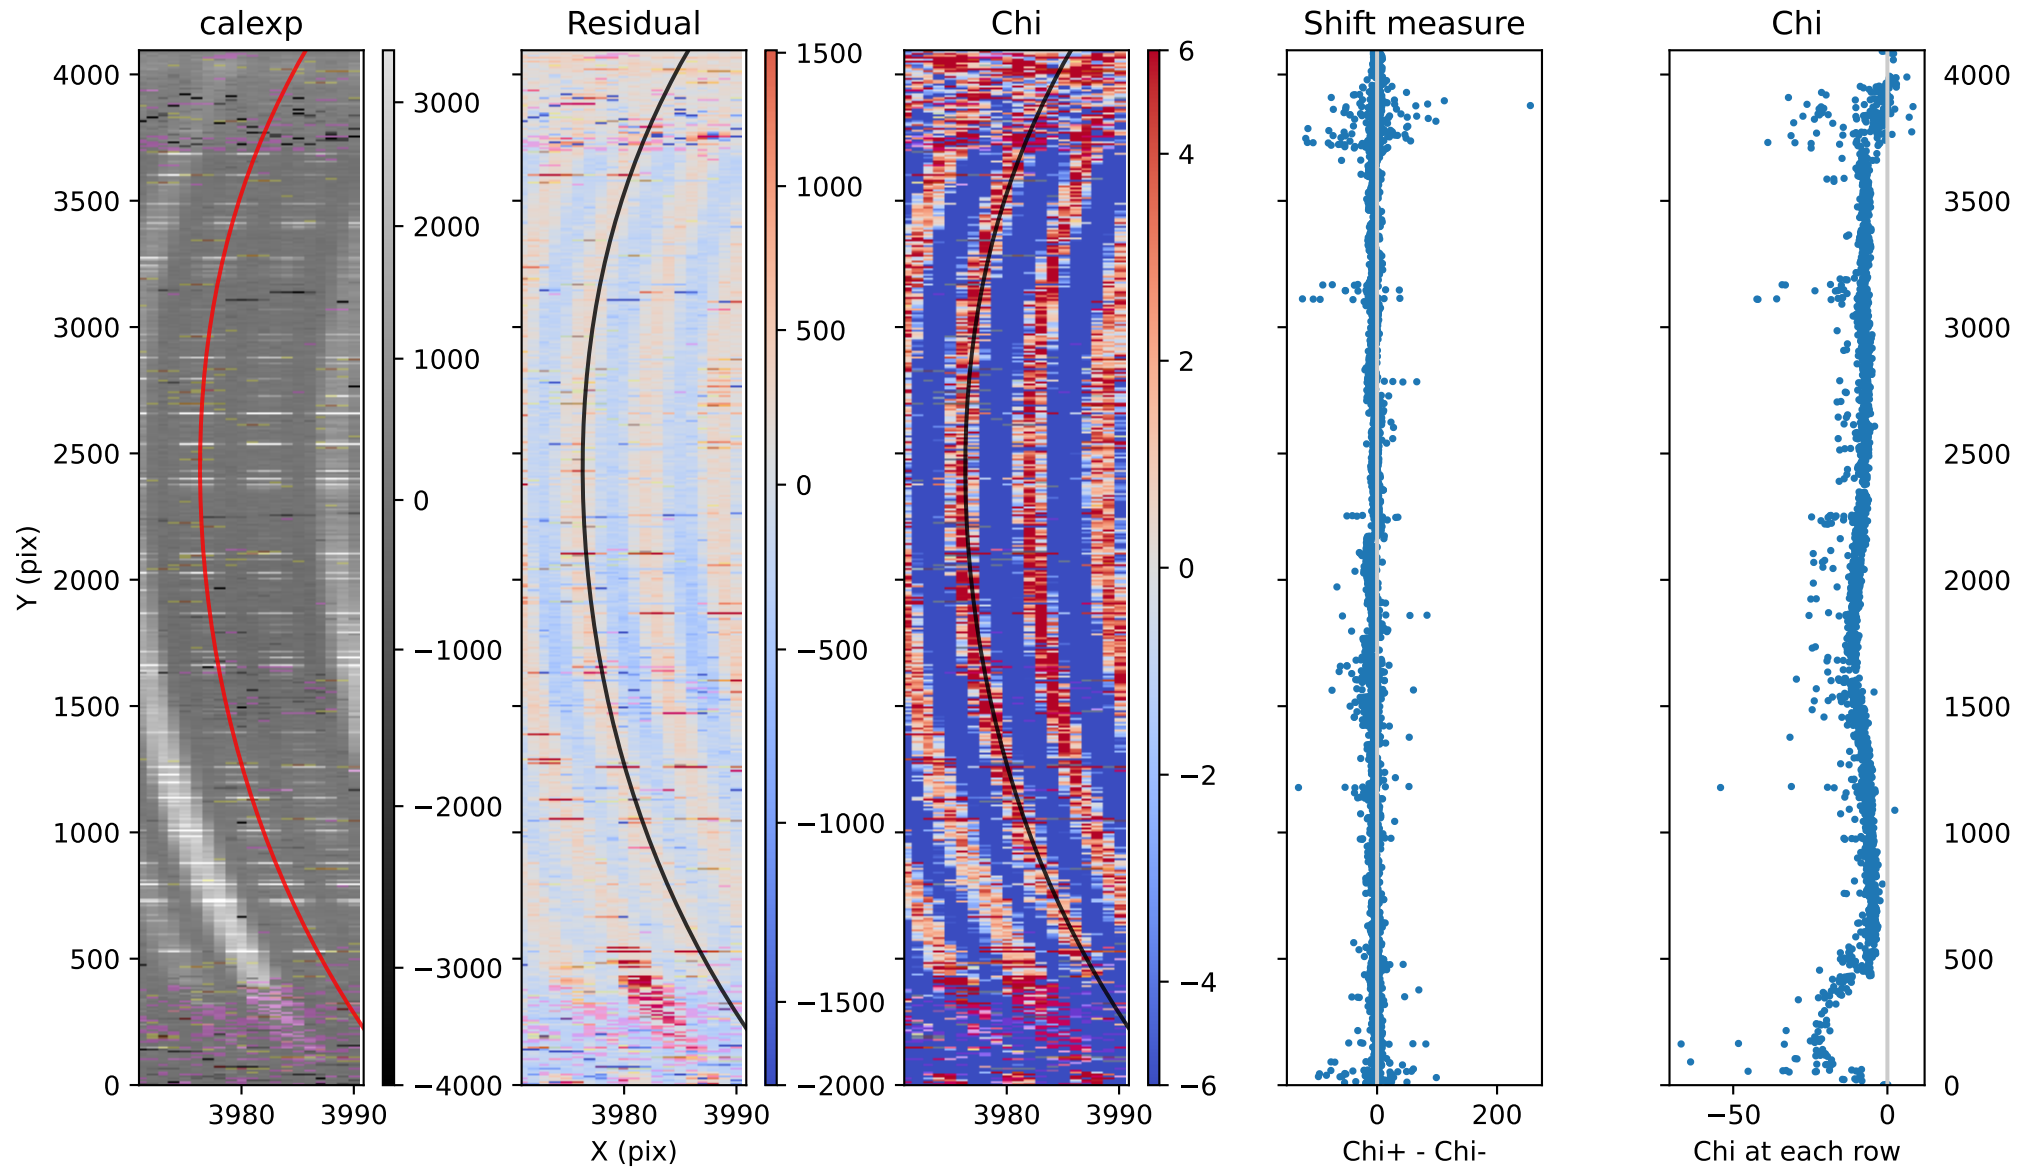 calexp Residual Chi Shift measure Chi
4000 3500 3000 2500 2000 1500 1000 500 0
Y (pix)
3980 3990
3000 2000 1000 0 −1000 −2000 −3000 −4000
3980 3990
X (pix)
1500 1000 500 0 −500 −1000 −1500 −2000
3980 3990
6 4 2 0 −2 −4 −6
0 200
Chi+ - Chi-
−50 0
Chi at each row
4000 3500 3000 2500 2000 1500 1000 500 0